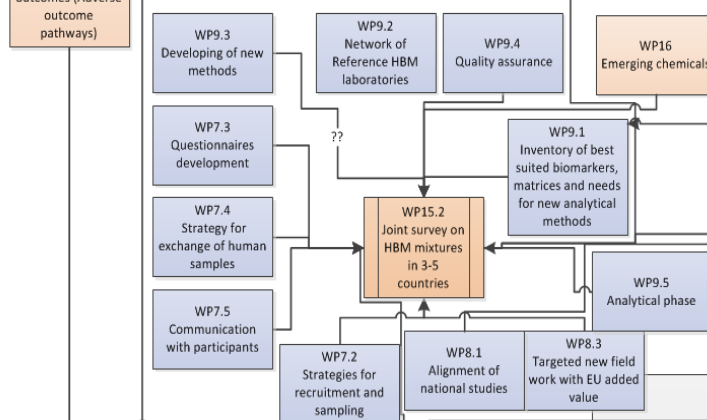 outcomes (Adverse
outcome
pathways)
WP9.3
Developing of new
methods
WP9.2
Network of
Reference HBM
laboratories
WP9.4
Quality assurance
WP16
Emerging chemicals
??
WP7.3
Questionnaires
development
WP9.1
Inventory of best
suited biomarkers,
matrices and needs
for new analytical
methods
WP7.4
Strategy for
exchange of human
samples
WP15.2
Joint survey on
HBM mixtures
in 3-5
countries
WP9.5
Analytical phase
WP7.5
Communication
with participants
WP7.2
Strategies for
recruitment and
sampling
WP8.1
Alignment of
national studies
WP8.3
Targeted new field
work with EU added
value